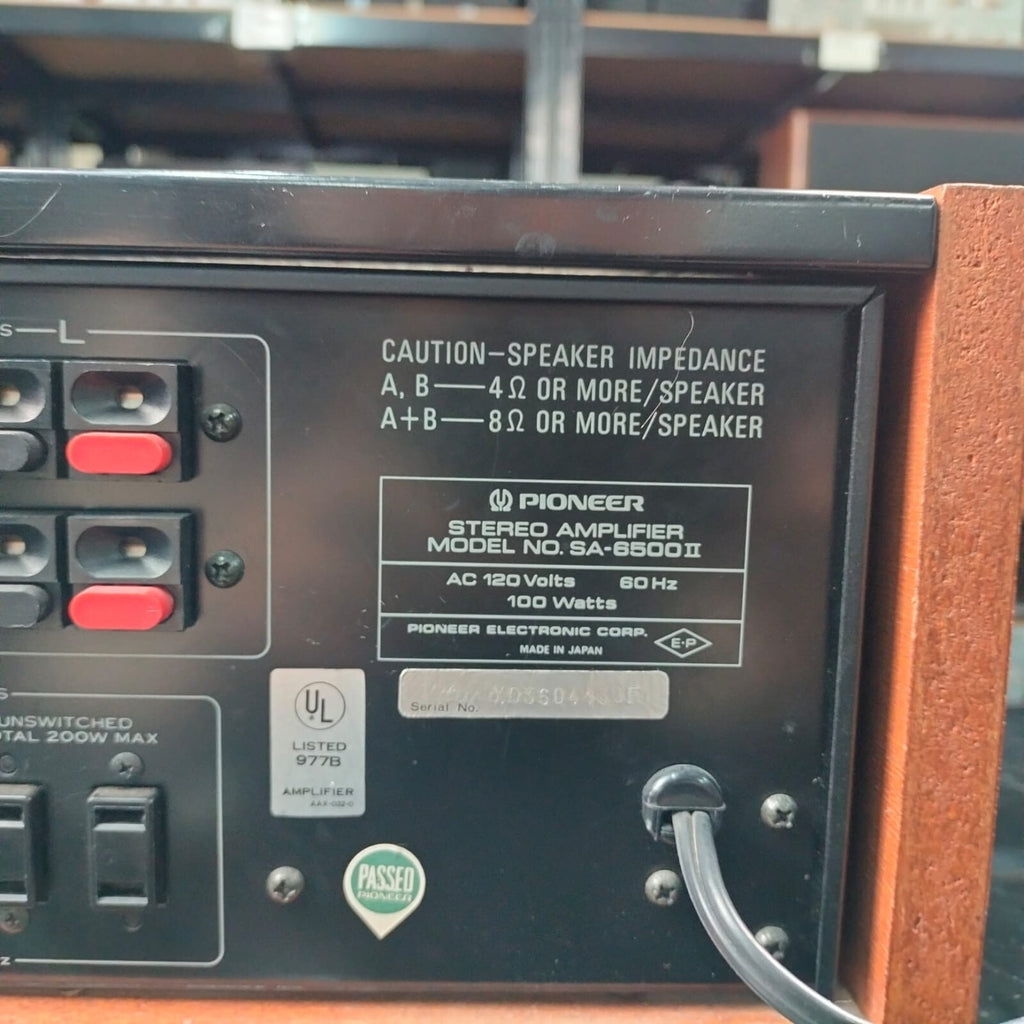 L
CAUTION—SPEAKER IMPEDANCE
A, B—4Ω OR MORE/SPEAKER
A+B—8Ω OR MORE/SPEAKER
PIONEER
STEREO AMPLIFIER
MODEL NO. SA-6500II
AC 120 Volts 60 Hz
100 Watts
PIONEER ELECTRONIC CORP.
MADE IN JAPAN
E·P
Serial No.
UL
LISTED
977B
AMPLIFIER
UNSWITCHED
200W MAX
PASSED
PIONEER